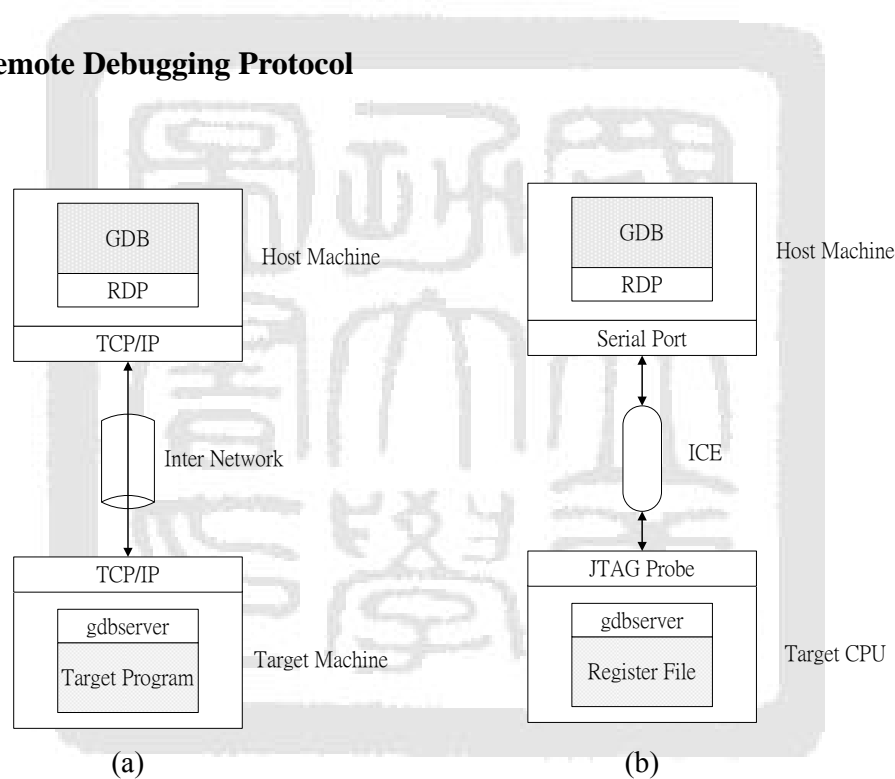 emote Debugging Protocol
GDB
RDP
Host Machine
TCP/IP
Inter Network
TCP/IP
gdbserver
Target Program
Target Machine
(a)
GDB
RDP
Host Machine
Serial Port
ICE
JTAG Probe
gdbserver
Register File
Target CPU
(b)